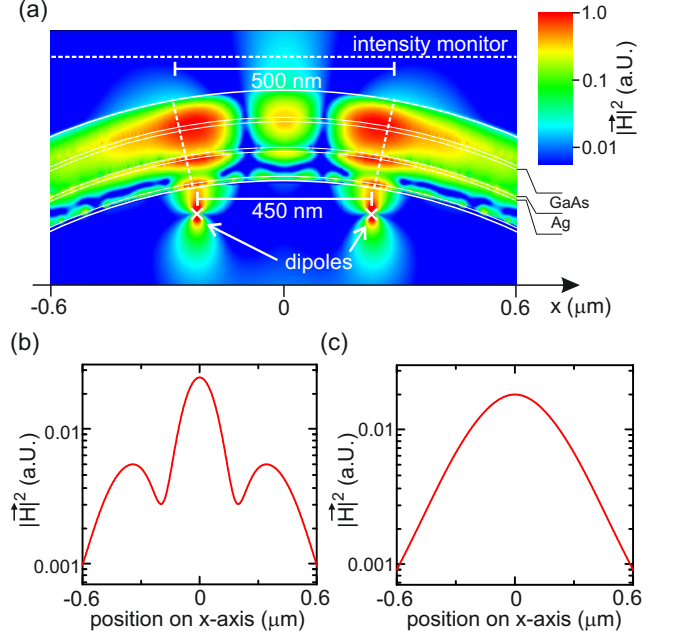 (a)
intensity monitor
500 nm
450 nm
dipoles
1.0
0.1
0.01
|H|² (a.U.)
GaAs
Ag
-0.6
0
0.6
x (μm)
(b)
|H|² (a.U.)
0.01
0.001
-0.6
0
0.6
position on x-axis (μm)
(c)
|H|² (a.U.)
0.01
0.001
-0.6
0
0.6
position on x-axis (μm)